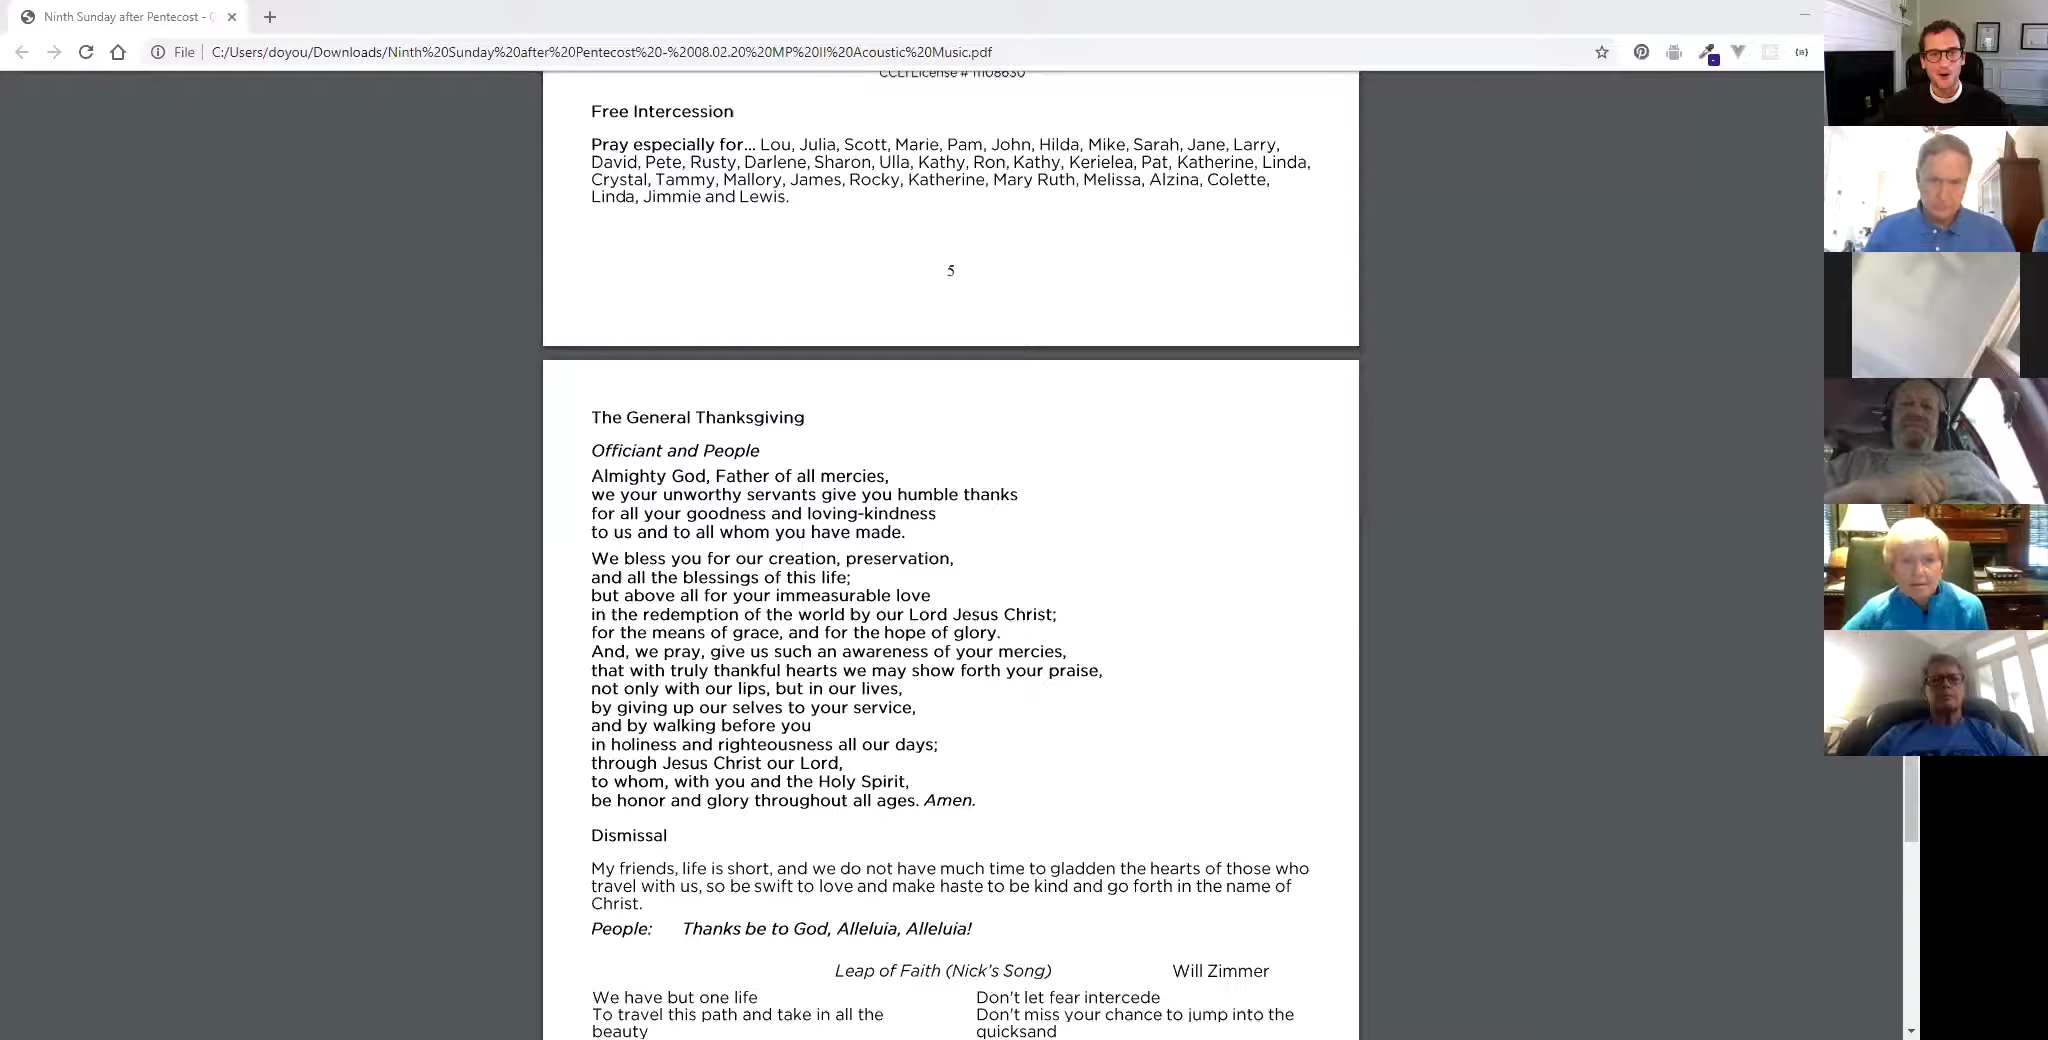 Ninth Sunday after Pentecost - 
File
C:/Users/doyou/Downloads/Ninth%20Sunday%20after%20Pentecost%20-%2008.02.20%20MP%20II%20Acoustic%20Music.pdf
CCLI License # 11108630
Free Intercession
Pray especially for... Lou, Julia, Scott, Marie, Pam, John, Hilda, Mike, Sarah, Jane, Larry,
David, Pete, Rusty, Darlene, Sharon, Ulla, Kathy, Ron, Kathy, Kerielea, Pat, Katherine, Linda,
Crystal, Tammy, Mallory, James, Rocky, Katherine, Mary Ruth, Melissa, Alzina, Colette,
Linda, Jimmie and Lewis.
5
The General Thanksgiving
Officiant and People
Almighty God, Father of all mercies,
we your unworthy servants give you humble thanks
for all your goodness and loving-kindness
to us and to all whom you have made.
We bless you for our creation, preservation,
and all the blessings of this life;
but above all for your immeasurable love
in the redemption of the world by our Lord Jesus Christ;
for the means of grace, and for the hope of glory.
And, we pray, give us such an awareness of your mercies,
that with truly thankful hearts we may show forth your praise,
not only with our lips, but in our lives,
by giving up our selves to your service,
and by walking before you
in holiness and righteousness all our days;
through Jesus Christ our Lord,
to whom, with you and the Holy Spirit,
be honor and glory throughout all ages. Amen.
Dismissal
My friends, life is short, and we do not have much time to gladden the hearts of those who
travel with us, so be swift to love and make haste to be kind and go forth in the name of
Christ.
People: Thanks be to God, Alleluia, Alleluia!
Leap of Faith (Nick's Song) Will Zimmer
We have but one life
To travel this path and take in all the
beauty
Don't let fear intercede
Don't miss your chance to jump into the
quicksand